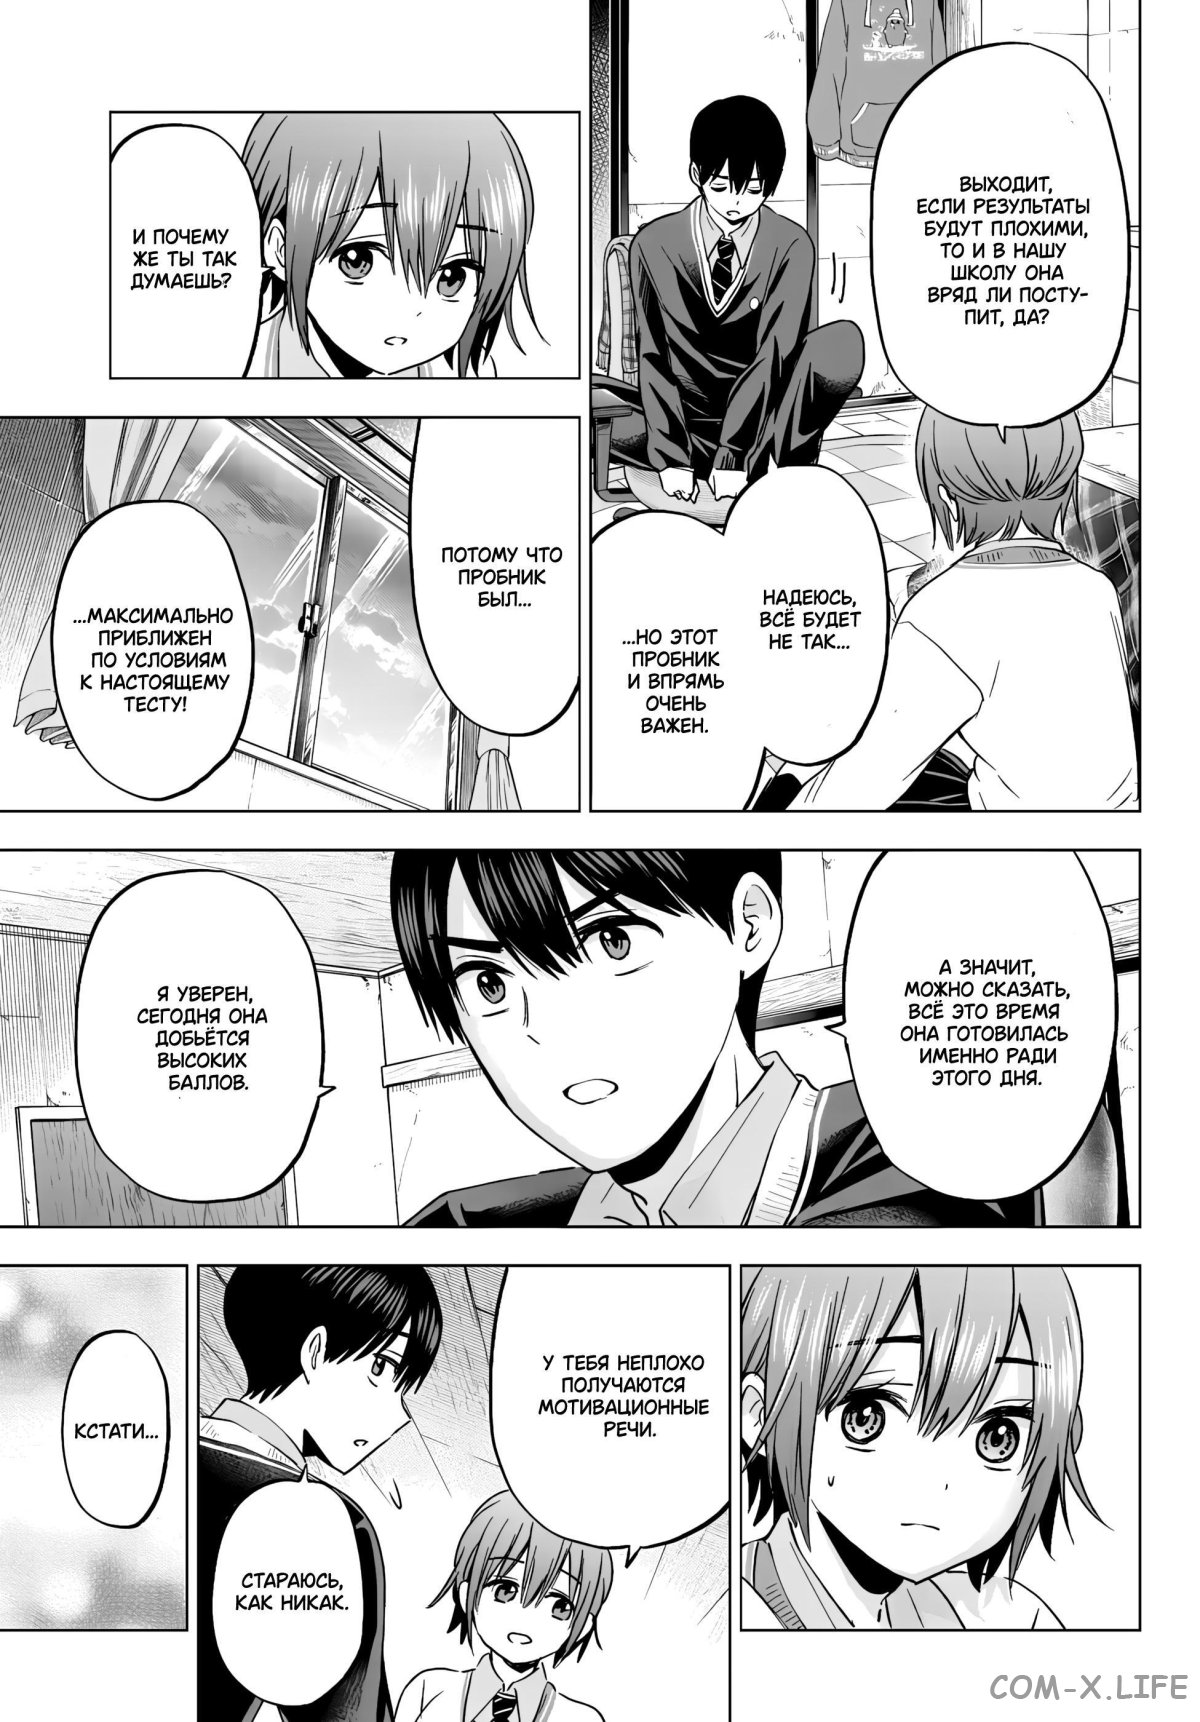 ВЫХОДИТ,
ЕСЛИ РЕЗУЛЬТАТЫ
БУДУТ ПЛОХИМИ,
ТО И В НАШУ
ШКОЛУ ОНА
ВРЯД ЛИ ПОСТУ-
ПИТ, ДА?
НАДЕЮСЬ,
ВСЁ БУДЕТ
НЕ ТАК...
...НО ЭТОТ
ПРОБНИК
И ВПРЯМЬ
ОЧЕНЬ
ВАЖЕН.
И ПОЧЕМУ
ЖЕ ТЫ ТАК
ДУМАЕШЬ?
ПОТОМУ ЧТО
ПРОБНИК
БЫЛ...
...МАКСИМАЛЬНО
ПРИБЛИЖЕН
ПО УСЛОВИЯМ
К НАСТОЯЩЕМУ
ТЕСТУ!
А ЗНАЧИТ,
МОЖНО СКАЗАТЬ,
ВСЁ ЭТО ВРЕМЯ
ОНА ГОТОВИЛАСЬ
ИМЕННО РАДИ
ЭТОГО ДНЯ.
Я УВЕРЕН,
СЕГОДНЯ ОНА
ДОБЬЁТСЯ
ВЫСОКИХ
БАЛЛОВ.
У ТЕБЯ НЕПЛОХО
ПОЛУЧАЮТСЯ
МОТИВАЦИОННЫЕ
РЕЧИ.
СТАРАЮСЬ,
КАК НИКАК.
КСТАТИ...
COM-X.LIFE